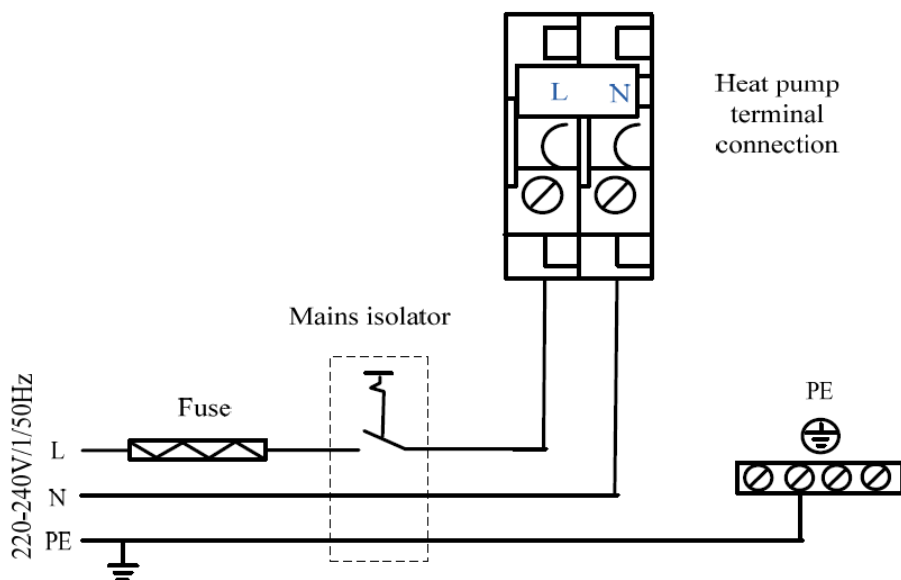 L N
Heat pump
terminal
connection
Mains isolator
220-240V/1/50Hz
Fuse
L
N
PE
PE